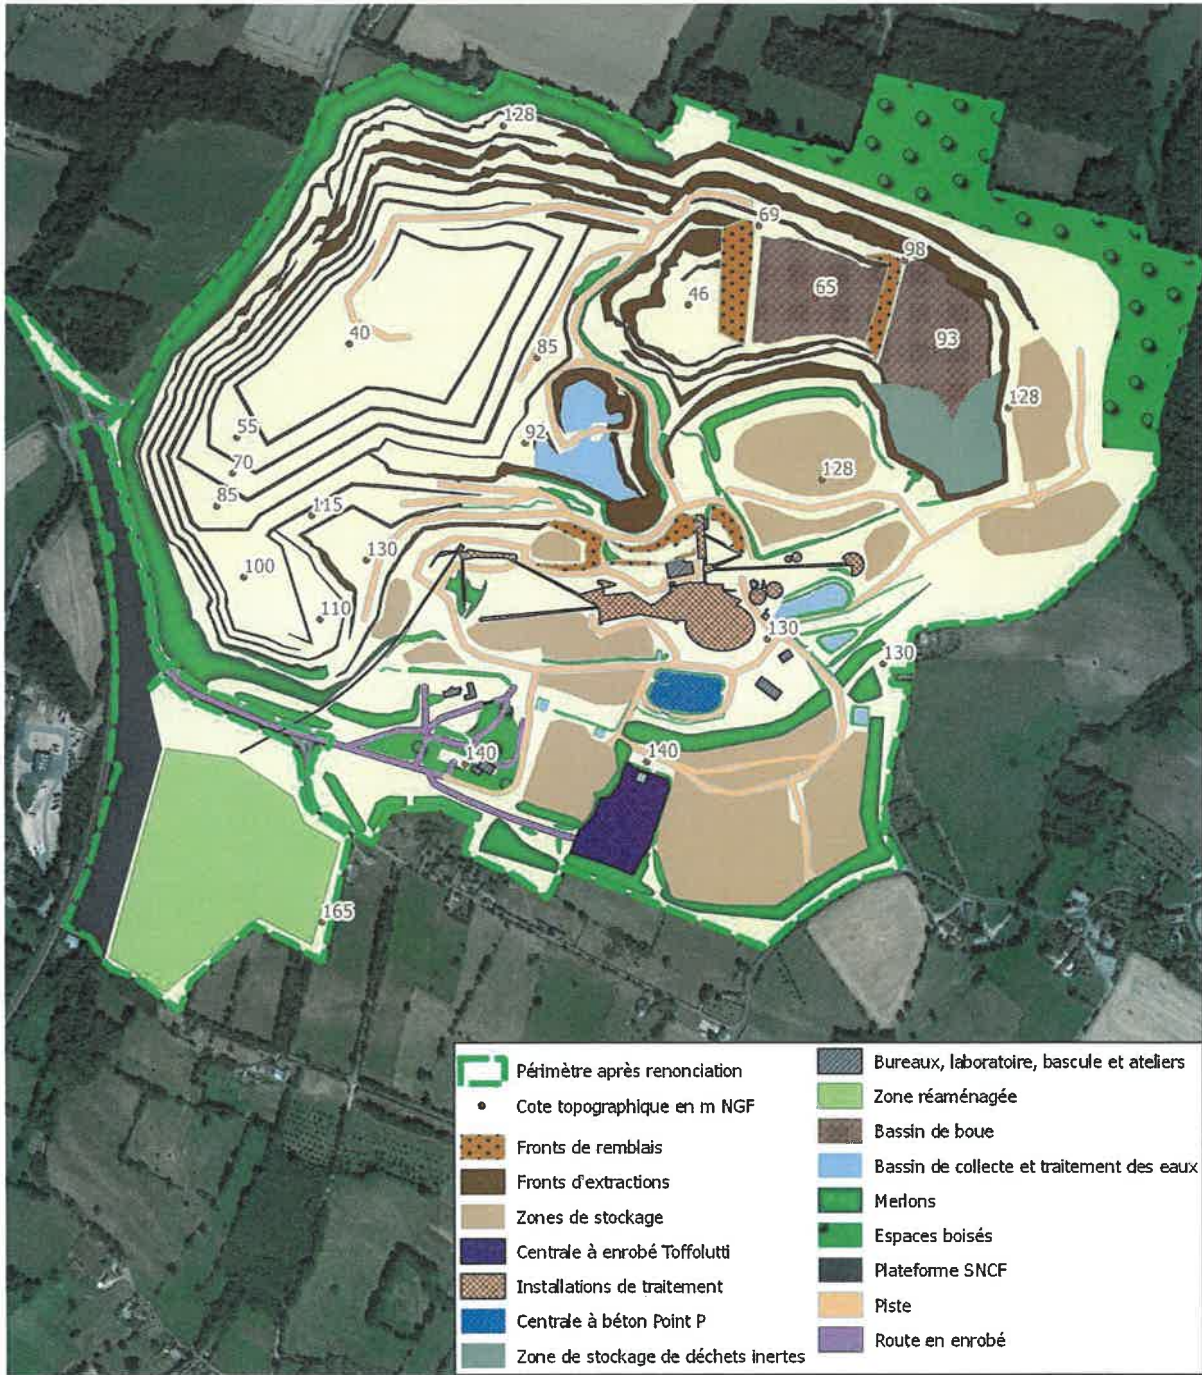 128
69
98
46
65
93
40
85
128
55
92
70
128
85
115
130
100
110
130
130
140
140
165
Périmètre après renonciation
Cote topographique en m NGF
Fronts de remblais
Fronts d'extractions
Zones de stockage
Centrale à enrobé Toffolutti
Installations de traitement
Centrale à béton Point P
Zone de stockage de déchets inertes
Bureaux, laboratoire, bascule et ateliers
Zone réaménagée
Bassin de boue
Bassin de collecte et traitement des eaux
Merlons
Espaces boisés
Plateforme SNCF
Piste
Route en enrobé